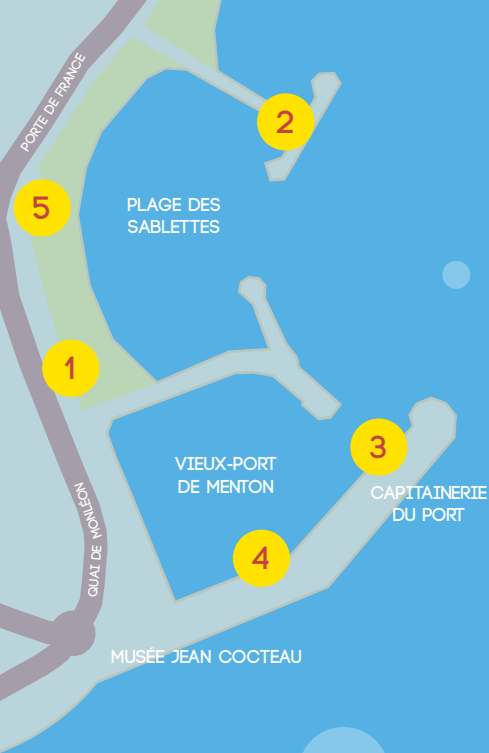 PORTE DE FRANCE
2
5
PLAGE DES
SABLETTES
1
3
VIEUX-PORT
DE MENTON
CAPITAINERIE
DU PORT
QUAI DE MONLÉON
4
MUSÉE JEAN COCTEAU